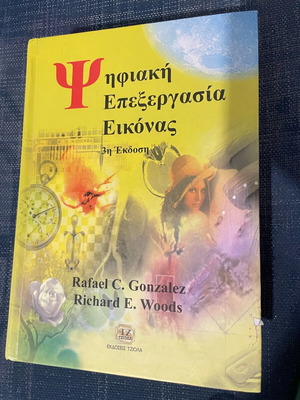 Ψηφιακή
Επεξεργασία
Εικόνας
3η Έκδοση
Rafael C. Gonzalez
Richard E. Woods
ΕΚΔΟΣΕΙΣ ΤΖΙΟΛΑ